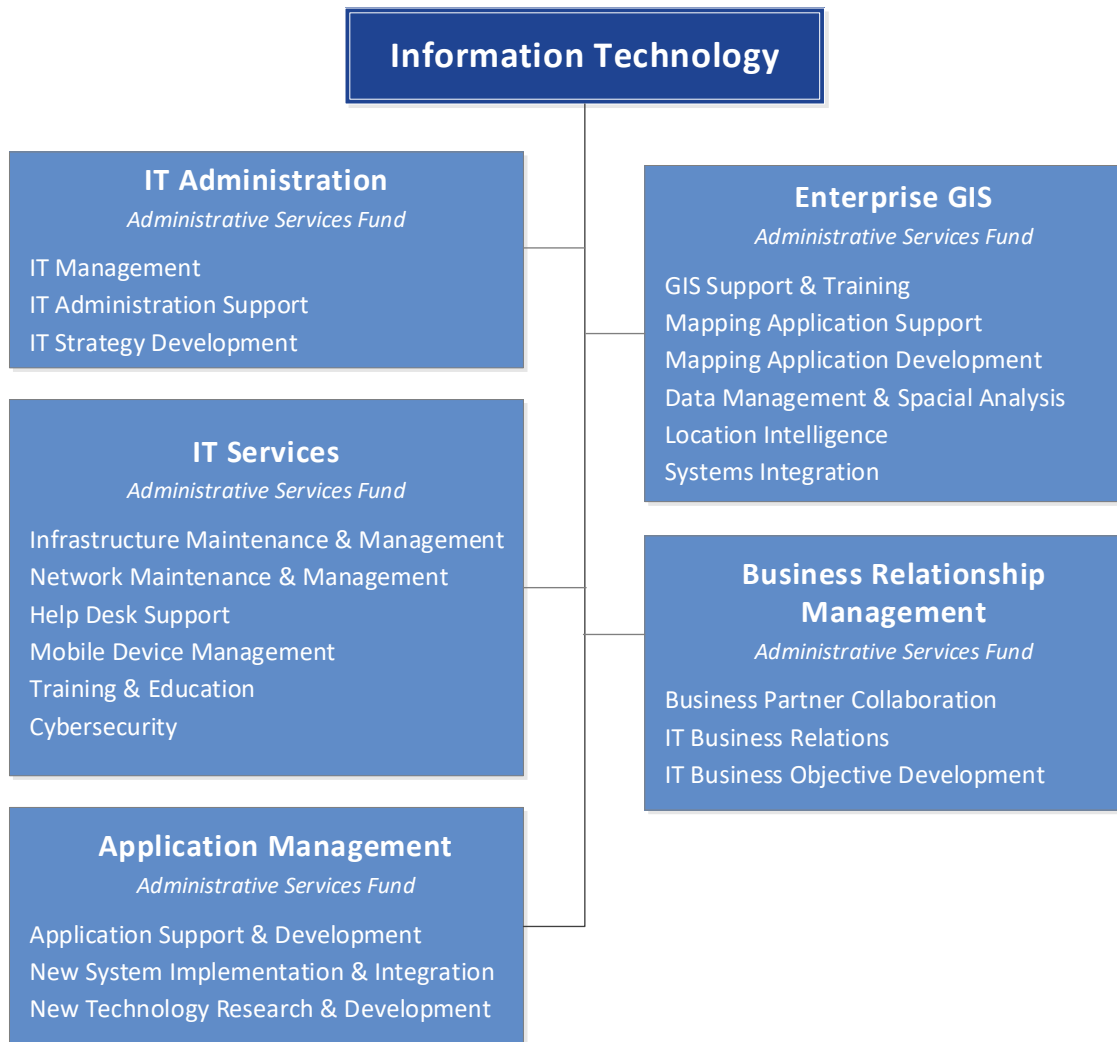 Information Technology
IT Administration
Administrative Services Fund
IT Management
IT Administration Support
IT Strategy Development
IT Services
Administrative Services Fund
Infrastructure Maintenance & Management
Network Maintenance & Management
Help Desk Support
Mobile Device Management
Training & Education
Cybersecurity
Application Management
Administrative Services Fund
Application Support & Development
New System Implementation & Integration
New Technology Research & Development
Enterprise GIS
Administrative Services Fund
GIS Support & Training
Mapping Application Support
Mapping Application Development
Data Management & Spacial Analysis
Location Intelligence
Systems Integration
Business Relationship
Management
Administrative Services Fund
Business Partner Collaboration
IT Business Relations
IT Business Objective Development